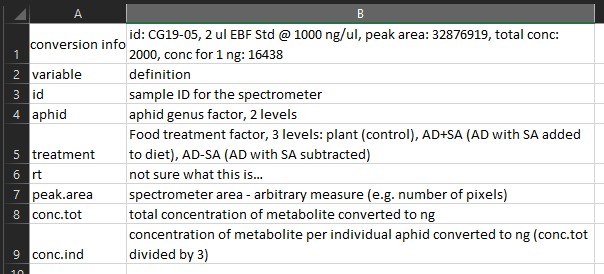 A B
conversion info
id: CG19-05, 2 ul EBF Std @ 1000 ng/ul, peak area: 32876919, total conc:
1 2000, conc for 1 ng: 16438
2 variable definition
3 id sample ID for the spectrometer
4 aphid aphid genus factor, 2 levels
Food treatment factor, 3 levels: plant (control), AD+SA (AD with SA added
5 treatment to diet), AD-SA (AD with SA subtracted)
6 rt not sure what this is...
7 peak.area spectrometer area - arbitrary measure (e.g. number of pixels)
8 conc.tot total concentration of metabolite converted to ng
concentration of metabolite per individual aphid converted to ng (conc.tot
9 conc.ind divided by 3)